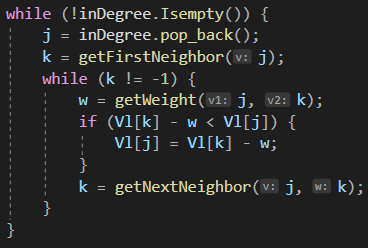 while (!inDegree.Isempty()) {
    j = inDegree.pop_back();
    k = getFirstNeighbor(v: j);
    while (k != -1) {
        w = getWeight(v1: j, v2: k);
        if (Vl[k] - w < Vl[j]) {
            Vl[j] = Vl[k] - w;
        }
        k = getNextNeighbor(v: j, w: k);
    }
}